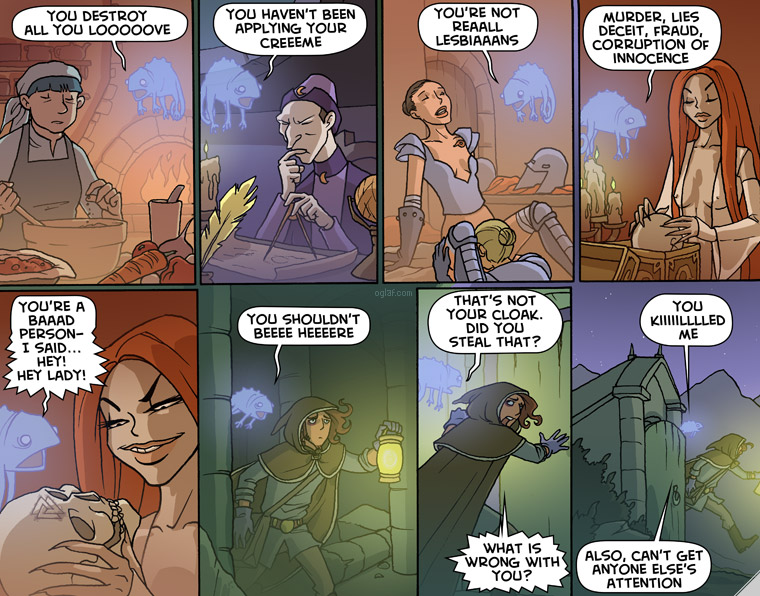 YOU DESTROY
ALL YOU LOOOOOVE
YOU HAVEN'T BEEN
APPLYING YOUR
CREEEME
YOU'RE NOT
REAALL
LESBIAAANS
MURDER, LIES
DECEIT, FRAUD,
CORRUPTION OF
INNOCENCE
oglaf.com
YOU'RE A
BAAAD
PERSON-
I SAID...
HEY!
HEY LADY!
YOU SHOULDN'T
BEEEE HEEEERE
THAT'S NOT
YOUR CLOAK.
DID YOU
STEAL THAT?
WHAT IS
WRONG WITH
YOU?
YOU
KIIIIILLLLED
ME
ALSO, CAN'T GET
ANYONE ELSE'S
ATTENTION